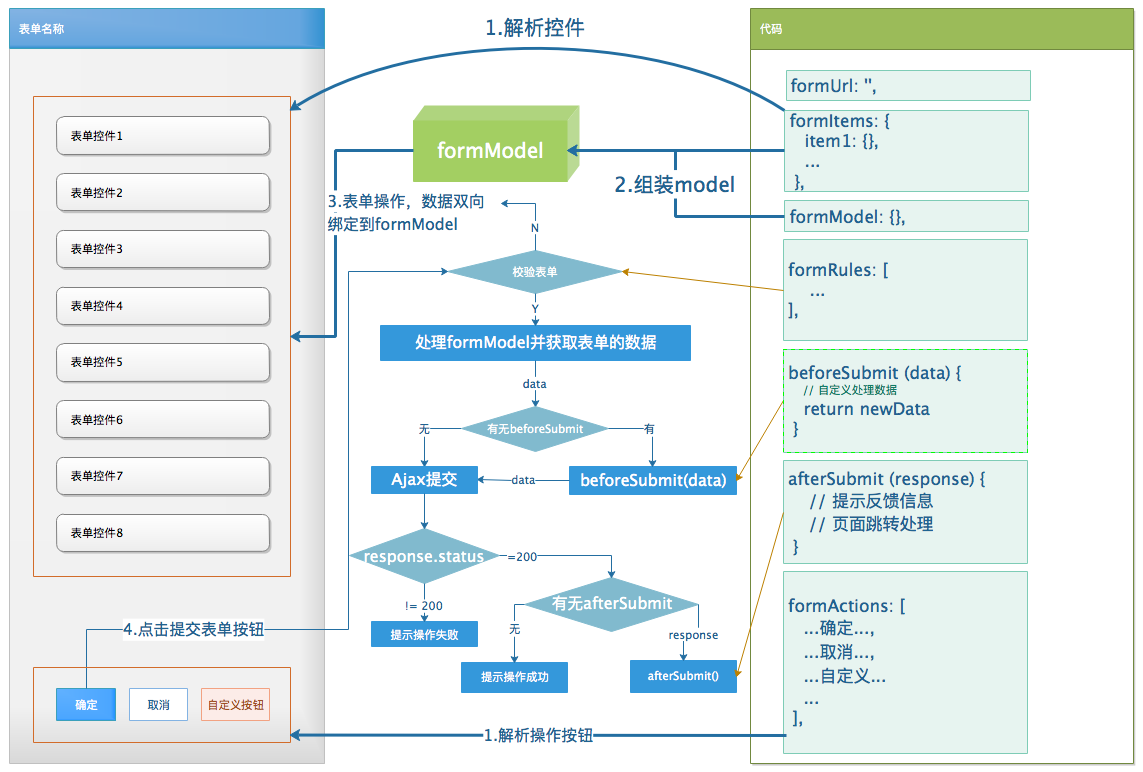 表单名称
表单控件1
表单控件2
表单控件3
表单控件4
表单控件5
表单控件6
表单控件7
表单控件8
确定
取消
自定义按钮
1.解析控件
formModel
2.组装model
3.表单操作，数据双向
绑定到formModel
N
校验表单
Y
处理formModel并获取表单的数据
data
有无beforeSubmit
无
有
Ajax提交
data
beforeSubmit(data)
response.status
=200
!= 200
提示操作失败
有无afterSubmit
无
response
提示操作成功
afterSubmit()
4.点击提交表单按钮
1.解析操作按钮
代码
formUrl: '',
formItems: {
item1: {},
...
},
formModel: {},
formRules: [
...
],
beforeSubmit (data) {
// 自定义处理数据
return newData
}
afterSubmit (response) {
// 提示反馈信息
// 页面跳转处理
}
formActions: [
...确定...,
...取消...,
...自定义...
...
],